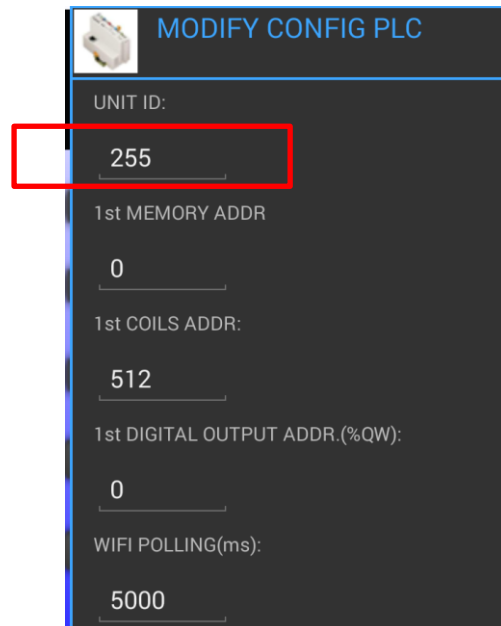 MODIFY CONFIG PLC
UNIT ID:
255
1st MEMORY ADDR
0
1st COILS ADDR:
512
1st DIGITAL OUTPUT ADDR.(%QW):
0
WIFI POLLING(ms):
5000